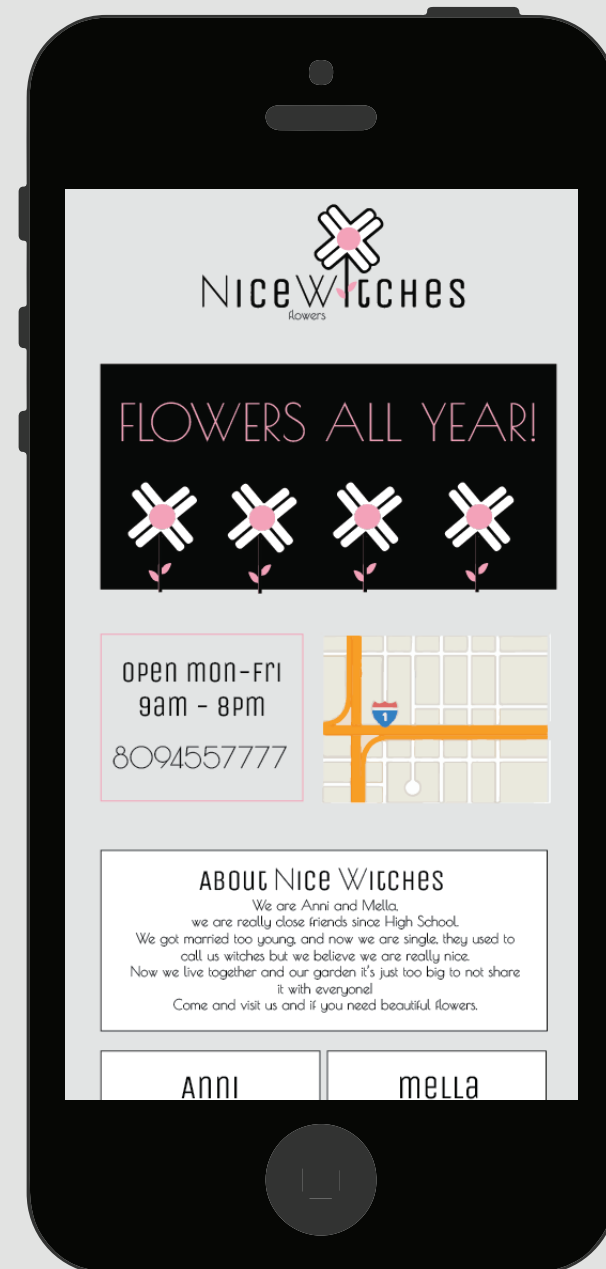 NiceWitches
flowers
FLOWERS ALL YEAR!
open mon-Fri
9am - 8pm
8094557777
1
About Nice Witches
We are Anni and Mella,
we are really close friends since High School.
We got married too young, and now we are single, they used to
call us witches but we believe we are really nice.
Now we live together and our garden it's just too big to not share
it with everyone!
Come and visit us and if you need beautiful flowers.
Anni
mella